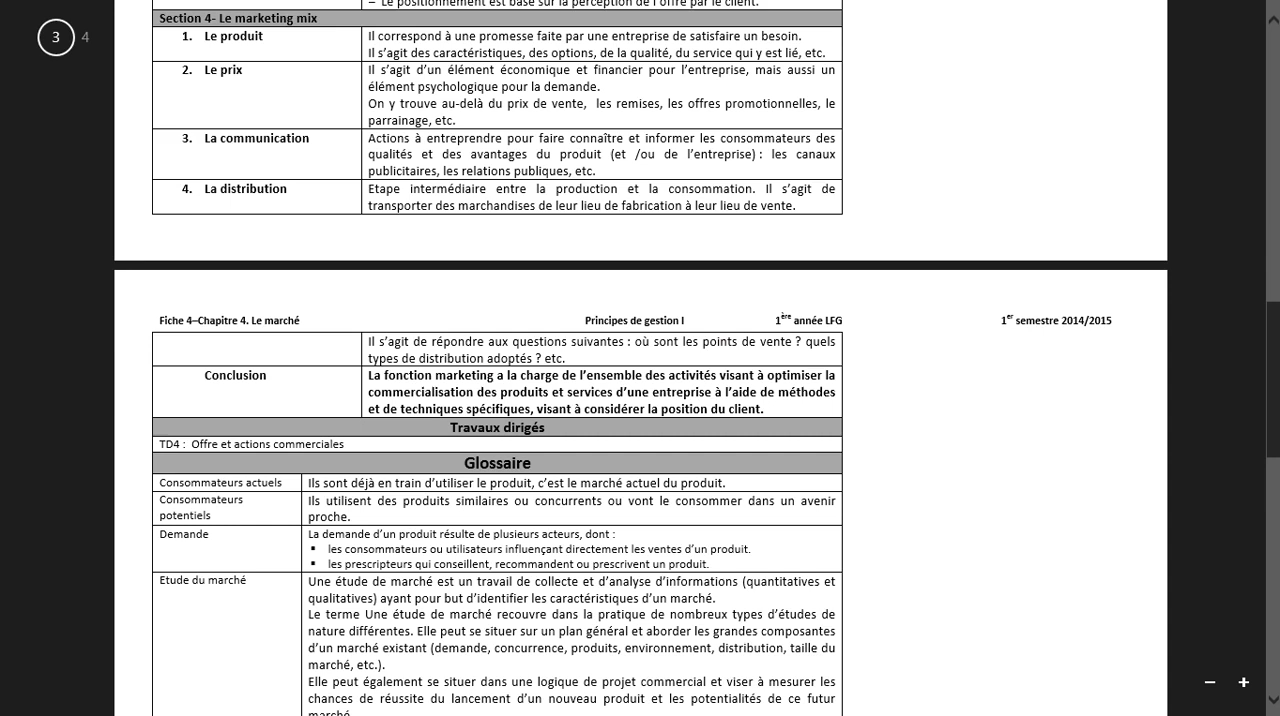 3 4
– Le positionnement est basé sur la perception de l'offre par le client.
Section 4- Le marketing mix
1. Le produit
Il correspond à une promesse faite par une entreprise de satisfaire un besoin.
Il s'agit des caractéristiques, des options, de la qualité, du service qui y est lié, etc.
2. Le prix
Il s'agit d'un élément économique et financier pour l'entreprise, mais aussi un
élément psychologique pour la demande.
On y trouve au-delà du prix de vente, les remises, les offres promotionnelles, le
parrainage, etc.
3. La communication
Actions à entreprendre pour faire connaître et informer les consommateurs des
qualités et des avantages du produit (et /ou de l'entreprise) : les canaux
publicitaires, les relations publiques, etc.
4. La distribution
Etape intermédiaire entre la production et la consommation. Il s'agit de
transporter des marchandises de leur lieu de fabrication à leur lieu de vente.
Fiche 4–Chapitre 4. Le marché Principes de gestion I 1ère année LFG 1er semestre 2014/2015
Il s'agit de répondre aux questions suivantes : où sont les points de vente ? quels
types de distribution adoptés ? etc.
Conclusion
La fonction marketing a la charge de l'ensemble des activités visant à optimiser la
commercialisation des produits et services d'une entreprise à l'aide de méthodes
et de techniques spécifiques, visant à considérer la position du client.
Travaux dirigés
TD4 : Offre et actions commerciales
Glossaire
Consommateurs actuels
Ils sont déjà en train d'utiliser le produit, c'est le marché actuel du produit.
Consommateurs
potentiels
Ils utilisent des produits similaires ou concurrents ou vont le consommer dans un avenir
proche.
Demande
La demande d'un produit résulte de plusieurs acteurs, dont :
▪ les consommateurs ou utilisateurs influençant directement les ventes d'un produit.
▪ les prescripteurs qui conseillent, recommandent ou prescrivent un produit.
Etude du marché
Une étude de marché est un travail de collecte et d'analyse d'informations (quantitatives et
qualitatives) ayant pour but d'identifier les caractéristiques d'un marché.
Le terme Une étude de marché recouvre dans la pratique de nombreux types d'études de
nature différentes. Elle peut se situer sur un plan général et aborder les grandes composantes
d'un marché existant (demande, concurrence, produits, environnement, distribution, taille du
marché, etc.).
Elle peut également se situer dans une logique de projet commercial et viser à mesurer les
chances de réussite du lancement d'un nouveau produit et les potentialités de ce futur
marché.